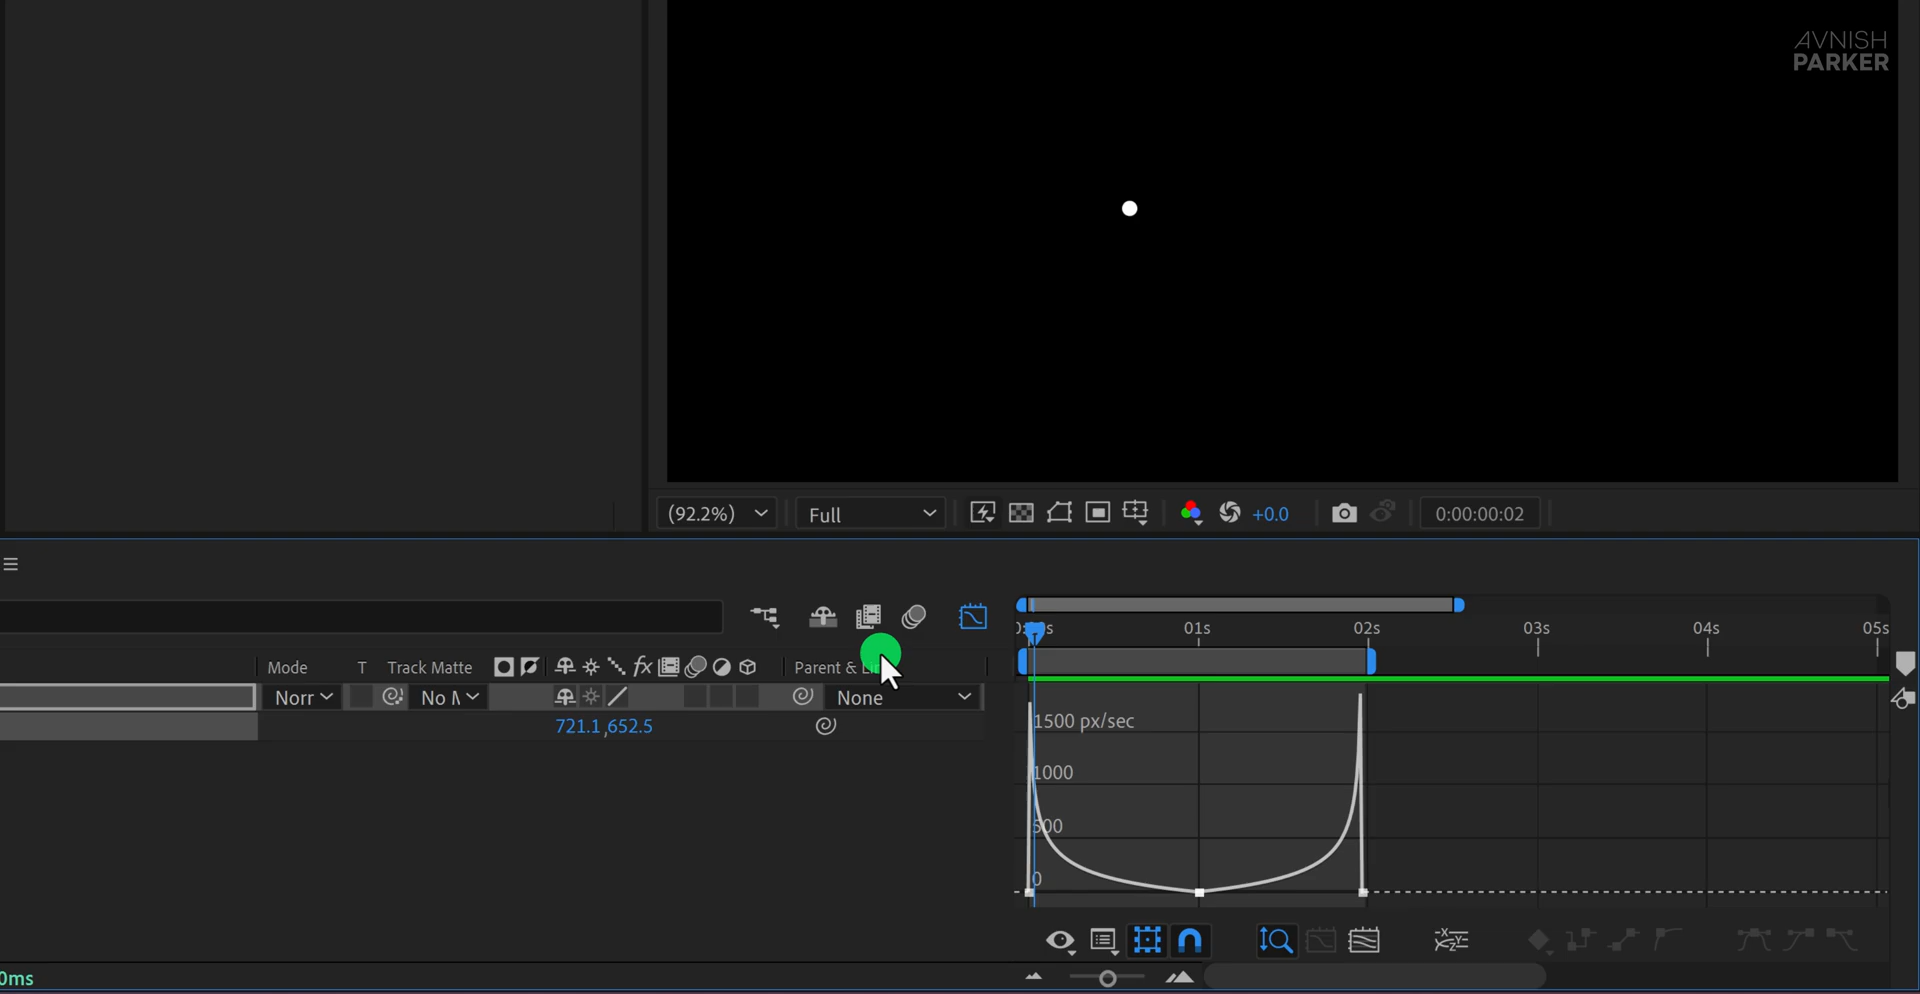 AVNISH
PARKER
(92.2%)
Full
+0.0
0:00:00:02
01s
02s
03s
04s
05s
Mode
T
Track Matte
fx
Parent &
Norr
No
None
721.1,652.5
1500 px/sec
1000
500
0
0ms